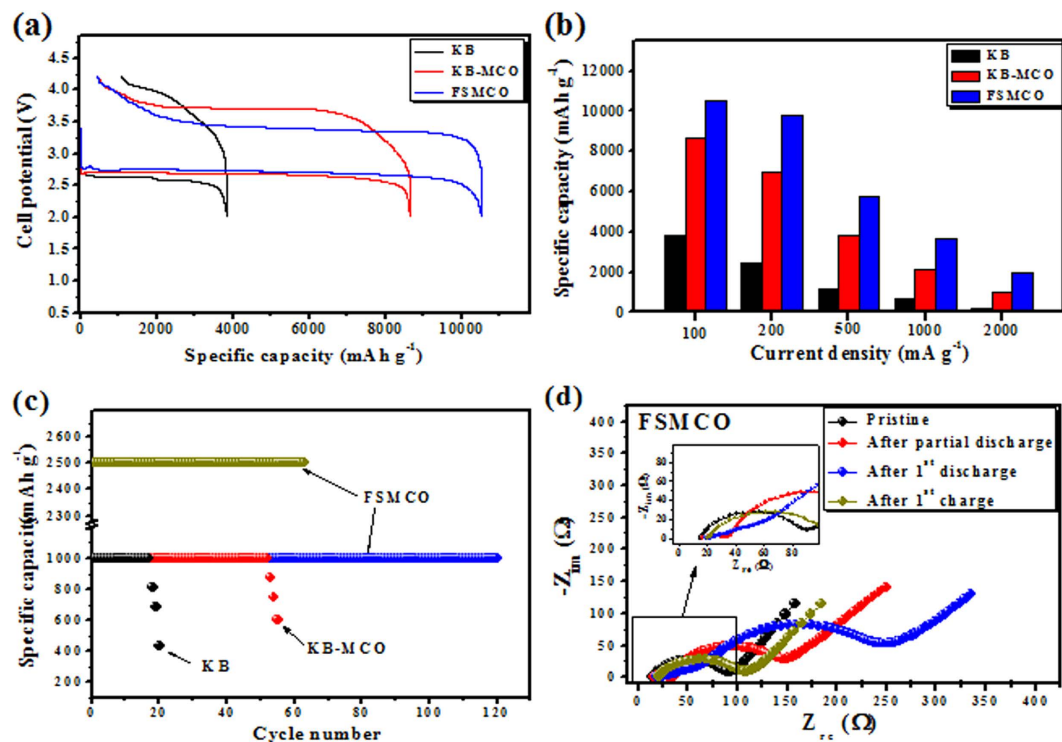 (a)
KB
KB-MCO
FSMCO
4.5
4.0
3.5
3.0
2.5
2.0
1.5
1.0
0.5
0 2000 4000 6000 8000 10000
Cell potential (V)
Specific capacity (mAh g-1)
(b)
KB
KB-MCO
FSMCO
12000
10000
8000
6000
4000
2000
0
100 200 500 1000 2000
Specific capacity (mAh g-1)
Current density (mA g-1)
(c)
2600
2500
2400
2300
1000
800
600
400
200
0 20 40 60 80 100 120
FSMCO
KB-MCO
KB
Specific capacity (mAh g-1)
Cycle number
(d)
FSMCO
Pristine
After partial discharge
After 1st discharge
After 1st charge
400
350
300
250
200
150
100
50
0
0 50 100 150 200 250 300 350 400
-Zim (Ω)
Zre (Ω)
80
60
40
20
0
0 20 40 60 80
-Zim (Ω)
Zre (Ω)